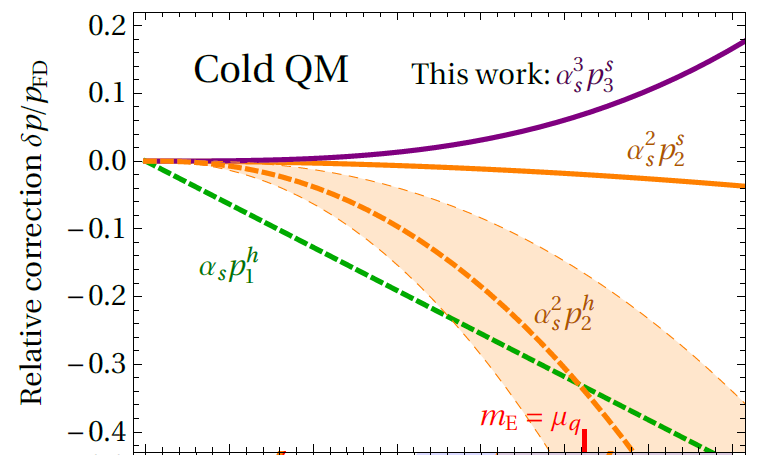 0.2
Cold QM
This work: α_s^3 p_3^s
0.1
α_s^2 p_2^s
0.0
−0.1
α_s p_1^h
−0.2
α_s^2 p_2^h
−0.3
m_E = μ_q
−0.4
Relative correction δp/p_FD